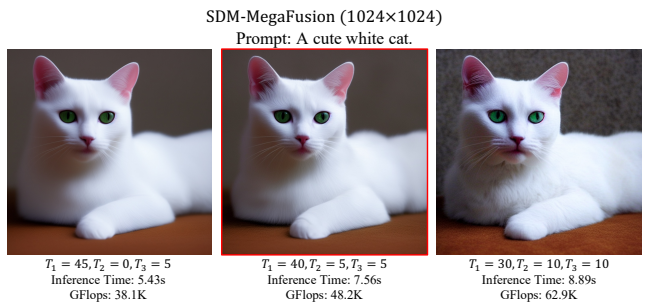 SDM-MegaFusion (1024×1024)
Prompt: A cute white cat.
T₁ = 45, T₂ = 0, T₃ = 5
Inference Time: 5.43s
GFlops: 38.1K
T₁ = 40, T₂ = 5, T₃ = 5
Inference Time: 7.56s
GFlops: 48.2K
T₁ = 30, T₂ = 10, T₃ = 10
Inference Time: 8.89s
GFlops: 62.9K